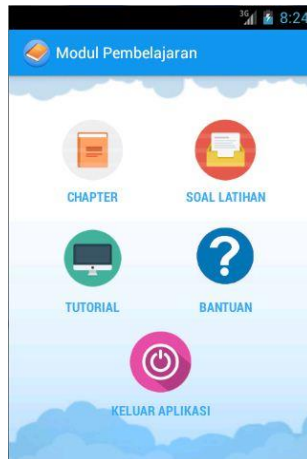 3G 8:24
Modul Pembelajaran
CHAPTER SOAL LATIHAN
TUTORIAL BANTUAN
KELUAR APLIKASI